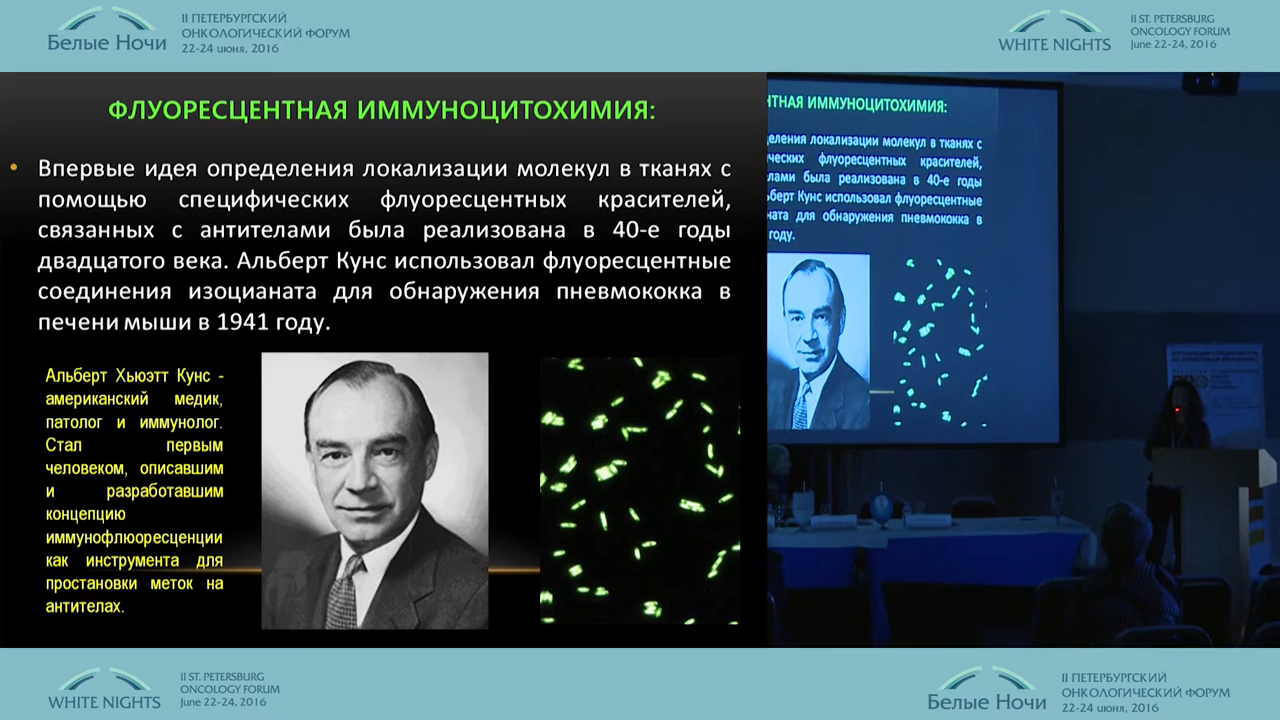 Белые Ночи
II ПЕТЕРБУРГСКИЙ
ОНКОЛОГИЧЕСКИЙ ФОРУМ
22-24 июня, 2016
WHITE NIGHTS
II ST. PETERSBURG
ONCOLOGY FORUM
June 22-24, 2016
ФЛУОРЕСЦЕНТНАЯ ИММУНОЦИТОХИМИЯ:
• Впервые идея определения локализации молекул в тканях с
помощью специфических флуоресцентных красителей,
связанных с антителами была реализована в 40-е годы
двадцатого века. Альберт Кунс использовал флуоресцентные
соединения изоцианата для обнаружения пневмококка в
печени мыши в 1941 году.
Альберт Хьюэтт Кунс -
американский медик,
патолог и иммунолог.
Стал первым
человеком, описавшим
и разработавшим
концепцию
иммунофлюоресценции
как инструмента для
простановки меток на
антителах.
НТНАЯ ИММУНОЦИТОХИМИЯ:
еления локализации молекул в тканях с
ческих флуоресцентных красителей,
лами была реализована в 40-е годы
ьберт Кунс использовал флуоресцентные
ната для обнаружения пневмококка в
году.
WHITE NIGHTS
II ST. PETERSBURG
ONCOLOGY FORUM
June 22-24, 2016
Белые Ночи
II ПЕТЕРБУРГСКИЙ
ОНКОЛОГИЧЕСКИЙ ФОРУМ
22-24 июня, 2016